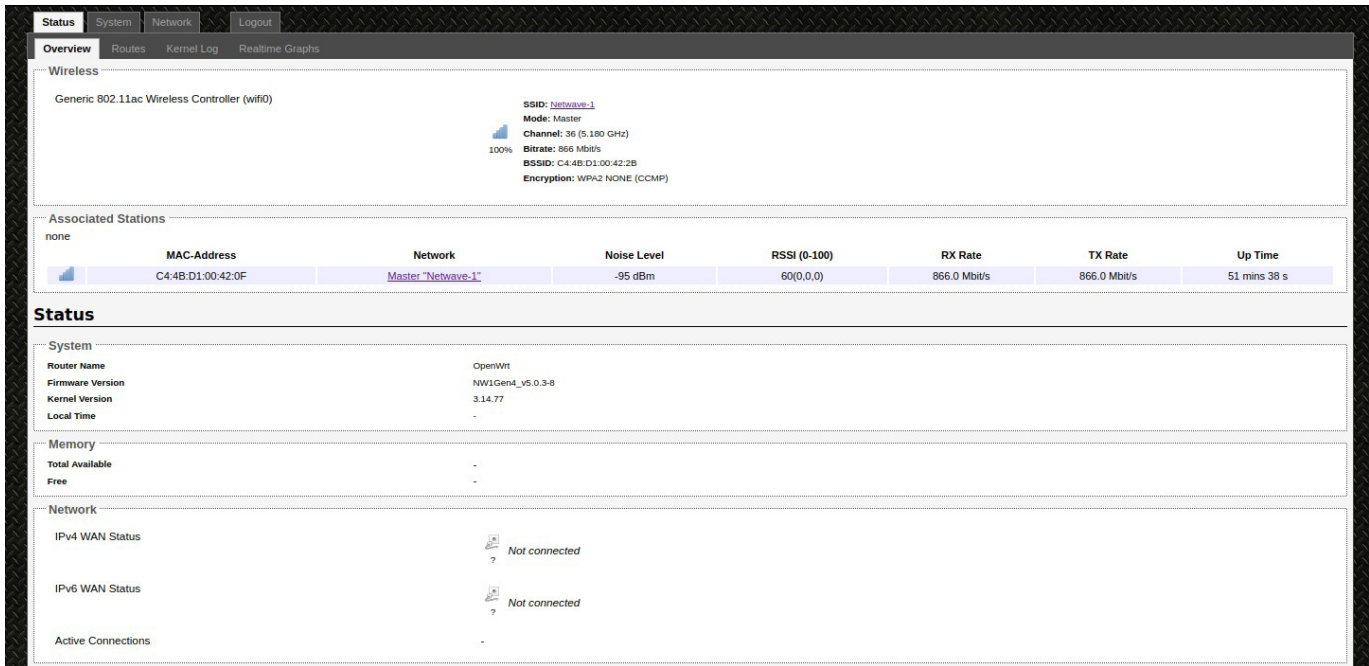 Status System Network Logout
Overview Routes Kernel Log Realtime Graphs
Wireless
Generic 802.11ac Wireless Controller (wifi0)
SSID: Netwave-1
Mode: Master
Channel: 36 (5.180 GHz)
100% Bitrate: 866 Mbit/s
BSSID: C4:4B:D1:00:42:2B
Encryption: WPA2 NONE (CCMP)
Associated Stations
none
MAC-Address Network Noise Level RSSI (0-100) RX Rate TX Rate Up Time
C4:4B:D1:00:42:0F Master "Netwave-1" -95 dBm 60(0,0,0) 866.0 Mbit/s 866.0 Mbit/s 51 mins 38 s
Status
System
Router Name OpenWrt
Firmware Version NW1Gen4_v5.0.3-8
Kernel Version 3.14.77
Local Time -
Memory
Total Available -
Free -
Network
IPv4 WAN Status
? Not connected
IPv6 WAN Status
? Not connected
Active Connections -